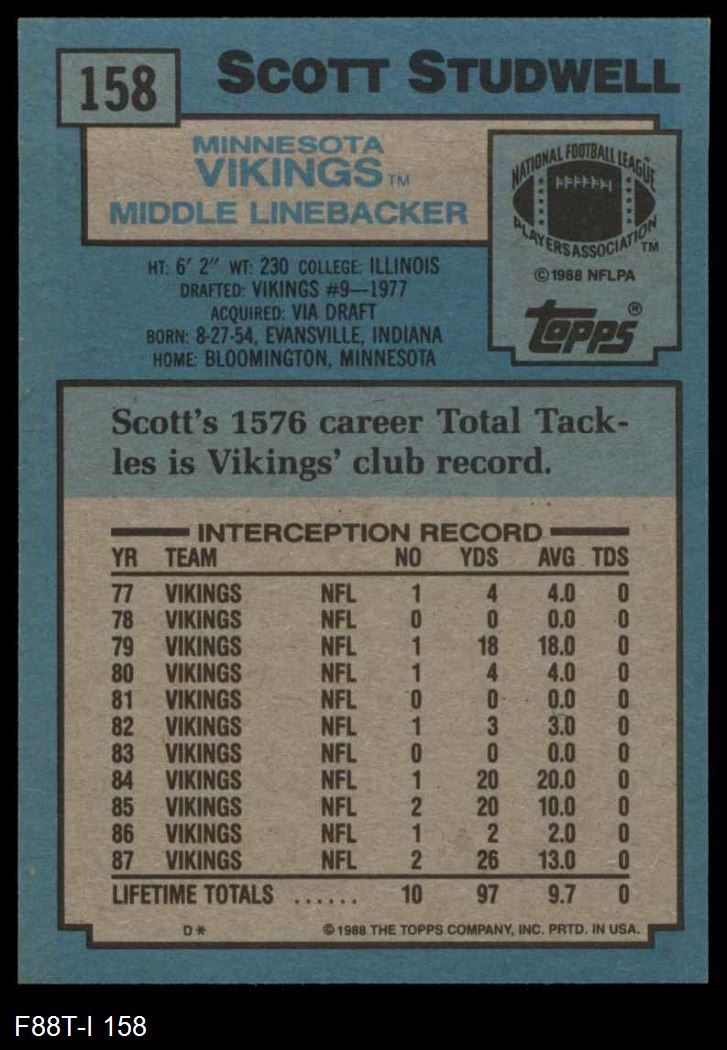 158
SCOTT STUDWELL
MINNESOTA
VIKINGS TM
MIDDLE LINEBACKER
NATIONAL FOOTBALL LEAGUE
PLAYERS ASSOCIATION TM
© 1988 NFLPA
topps®
HT: 6' 2" WT: 230 COLLEGE: ILLINOIS
DRAFTED: VIKINGS #9—1977
ACQUIRED: VIA DRAFT
BORN: 8-27-54, EVANSVILLE, INDIANA
HOME: BLOOMINGTON, MINNESOTA
Scott's 1576 career Total Tack-
les is Vikings' club record.
INTERCEPTION RECORD
YR TEAM NO YDS AVG TDS
77 VIKINGS NFL 1 4 4.0 0
78 VIKINGS NFL 0 0 0.0 0
79 VIKINGS NFL 1 18 18.0 0
80 VIKINGS NFL 1 4 4.0 0
81 VIKINGS NFL 0 0 0.0 0
82 VIKINGS NFL 1 3 3.0 0
83 VIKINGS NFL 0 0 0.0 0
84 VIKINGS NFL 1 20 20.0 0
85 VIKINGS NFL 2 20 10.0 0
86 VIKINGS NFL 1 2 2.0 0
87 VIKINGS NFL 2 26 13.0 0
LIFETIME TOTALS ...... 10 97 9.7 0
D* © 1988 THE TOPPS COMPANY, INC. PRTD. IN USA.
F88T-I 158